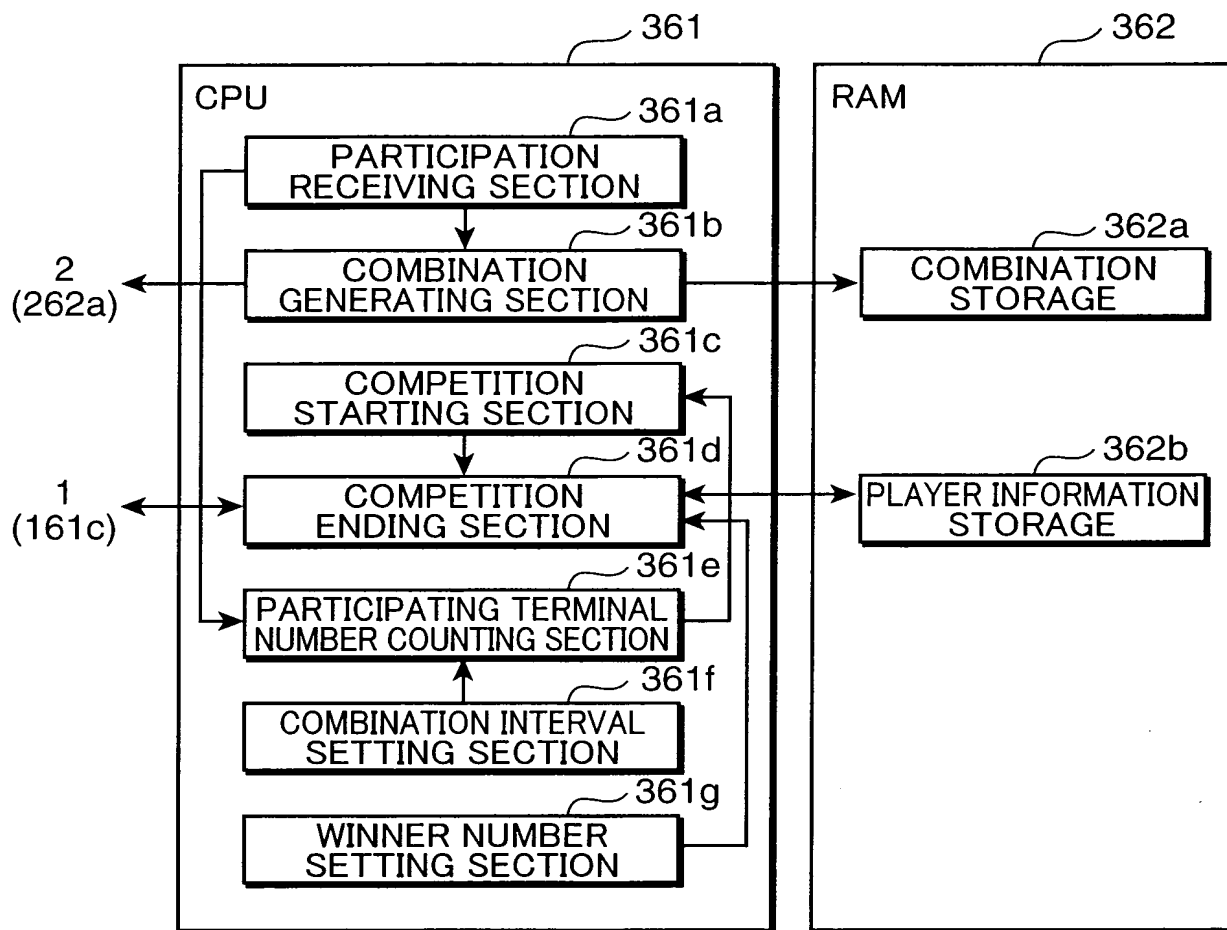 361
362
CPU
RAM
361a
PARTICIPATION
RECEIVING SECTION
361b
362a
2
(262a)
COMBINATION
GENERATING SECTION
COMBINATION
STORAGE
361c
COMPETITION
STARTING SECTION
361d
362b
1
(161c)
COMPETITION
ENDING SECTION
PLAYER INFORMATION
STORAGE
361e
PARTICIPATING TERMINAL
NUMBER COUNTING SECTION
361f
COMBINATION INTERVAL
SETTING SECTION
361g
WINNER NUMBER
SETTING SECTION